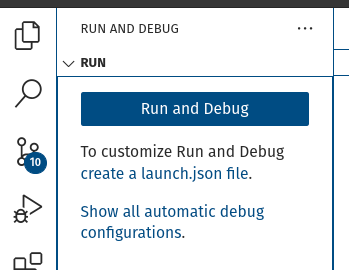 RUN AND DEBUG
RUN
Run and Debug
10
To customize Run and Debug
create a launch.json file.
Show all automatic debug
configurations.